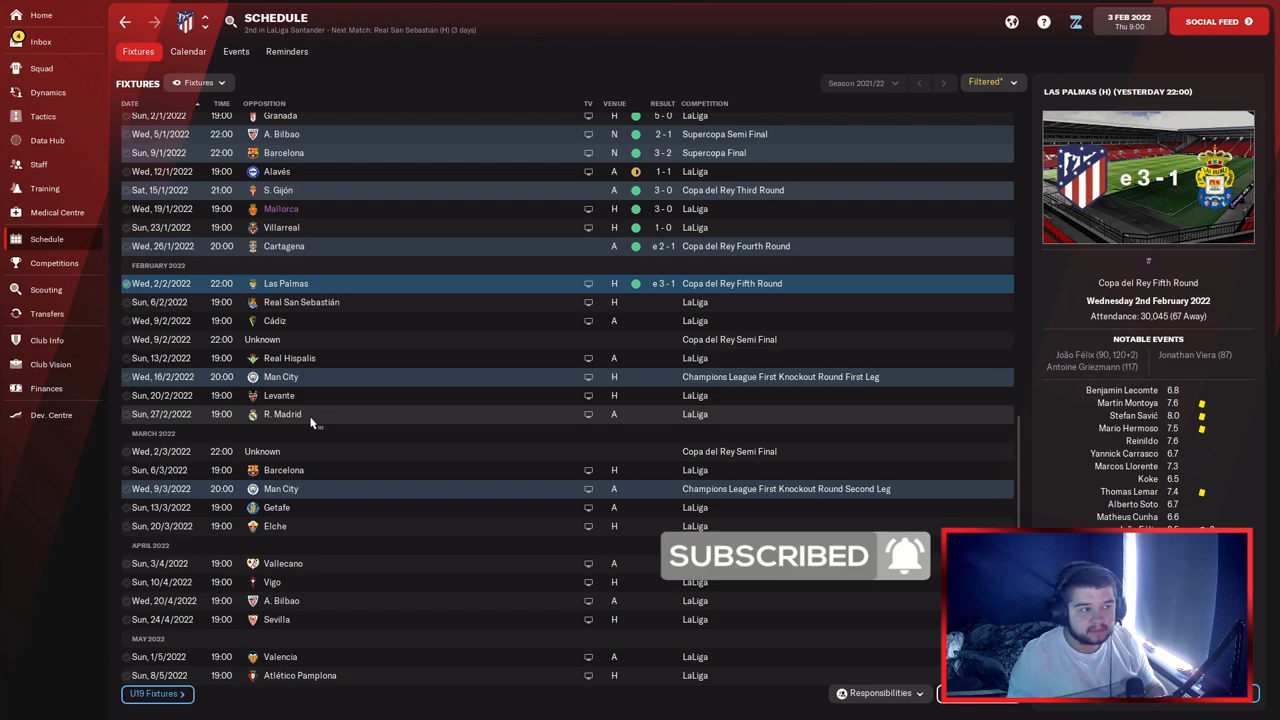 Home
4
Inbox
Squad
Dynamics
Tactics
Data Hub
Staff
Training
Medical Centre
Schedule
Competitions
Scouting
Transfers
Club Info
Club Vision
Finances
Dev. Centre
SCHEDULE
2nd in LaLiga Santander - Next Match: Real San Sebastián (H) (3 days)
3 FEB 2022
Thu 9:00
SOCIAL FEED
Fixtures Calendar Events Reminders
FIXTURES Fixtures Season 2021/22 Filtered*
DATE TIME OPPOSITION TV VENUE RESULT COMPETITION
Sun, 2/1/2022 19:00 Granada H 5 - 0 LaLiga
Wed, 5/1/2022 22:00 A. Bilbao N 2 - 1 Supercopa Semi Final
Sun, 9/1/2022 22:00 Barcelona N 3 - 2 Supercopa Final
Wed, 12/1/2022 19:00 Alavés A 1 - 1 LaLiga
Sat, 15/1/2022 21:00 S. Gijón A 3 - 0 Copa del Rey Third Round
Wed, 19/1/2022 19:00 Mallorca H 3 - 0 LaLiga
Sun, 23/1/2022 19:00 Villarreal H 1 - 0 LaLiga
Wed, 26/1/2022 20:00 Cartagena A e 2 - 1 Copa del Rey Fourth Round
FEBRUARY 2022
Wed, 2/2/2022 22:00 Las Palmas H e 3 - 1 Copa del Rey Fifth Round
Sun, 6/2/2022 19:00 Real San Sebastián H LaLiga
Wed, 9/2/2022 19:00 Cádiz A LaLiga
Wed, 9/2/2022 22:00 Unknown Copa del Rey Semi Final
Sun, 13/2/2022 19:00 Real Hispalis A LaLiga
Wed, 16/2/2022 20:00 Man City H Champions League First Knockout Round First Leg
Sun, 20/2/2022 19:00 Levante H LaLiga
Sun, 27/2/2022 19:00 R. Madrid A LaLiga
MARCH 2022
Wed, 2/3/2022 22:00 Unknown Copa del Rey Semi Final
Sun, 6/3/2022 19:00 Barcelona H LaLiga
Wed, 9/3/2022 20:00 Man City A Champions League First Knockout Round Second Leg
Sun, 13/3/2022 19:00 Getafe A LaLiga
Sun, 20/3/2022 19:00 Elche H LaLiga
APRIL 2022
Sun, 3/4/2022 19:00 Vallecano A LaLiga
Sun, 10/4/2022 19:00 Vigo H LaLiga
Wed, 20/4/2022 19:00 A. Bilbao A LaLiga
Sun, 24/4/2022 19:00 Sevilla H LaLiga
MAY 2022
Sun, 1/5/2022 19:00 Valencia A LaLiga
Sun, 8/5/2022 19:00 Atlético Pamplona H LaLiga
U19 Fixtures
Responsibilities
SUBSCRIBED
LAS PALMAS (H) (YESTERDAY 22:00)
e 3 - 1
Copa del Rey Fifth Round
Wednesday 2nd February 2022
Attendance: 30,045 (67 Away)
NOTABLE EVENTS
João Félix (90, 120+2) Jonathan Viera (87)
Antoine Griezmann (117)
Benjamin Lecomte 6.8
Martín Montoya 7.6
Stefan Savić 8.0
Mario Hermoso 7.5
Reinildo 7.6
Yannick Carrasco 6.7
Marcos Llorente 7.3
Koke 6.5
Thomas Lemar 7.4
Alberto Soto 6.7
Matheus Cunha 6.6